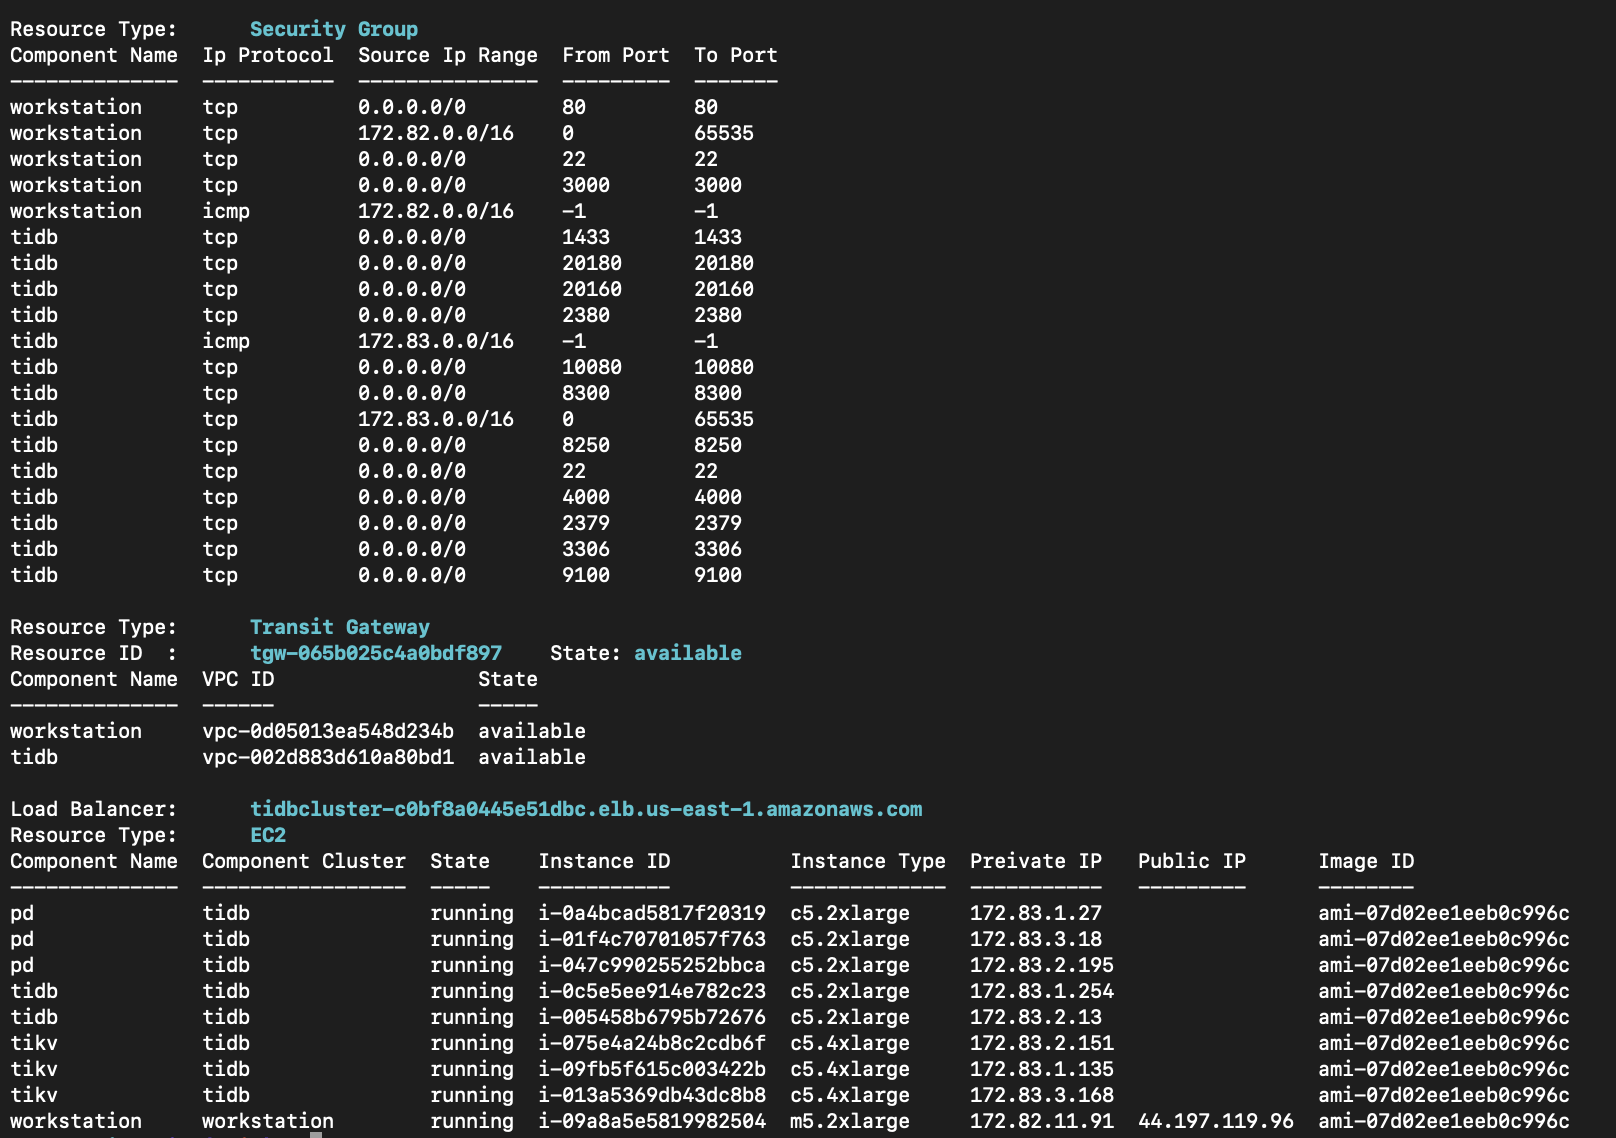 Resource Type:      Security Group
Component Name  Ip Protocol  Source Ip Range  From Port  To Port
--------------  -----------  ---------------  ---------  -------
workstation     tcp          0.0.0.0/0        80         80
workstation     tcp          172.82.0.0/16    0          65535
workstation     tcp          0.0.0.0/0        22         22
workstation     tcp          0.0.0.0/0        3000       3000
workstation     icmp         172.82.0.0/16    -1         -1
tidb            tcp          0.0.0.0/0        1433       1433
tidb            tcp          0.0.0.0/0        20180      20180
tidb            tcp          0.0.0.0/0        20160      20160
tidb            tcp          0.0.0.0/0        2380       2380
tidb            icmp         172.83.0.0/16    -1         -1
tidb            tcp          0.0.0.0/0        10080      10080
tidb            tcp          0.0.0.0/0        8300       8300
tidb            tcp          172.83.0.0/16    0          65535
tidb            tcp          0.0.0.0/0        8250       8250
tidb            tcp          0.0.0.0/0        22         22
tidb            tcp          0.0.0.0/0        4000       4000
tidb            tcp          0.0.0.0/0        2379       2379
tidb            tcp          0.0.0.0/0        3306       3306
tidb            tcp          0.0.0.0/0        9100       9100

Resource Type:      Transit Gateway
Resource ID  :      tgw-065b025c4a0bdf897    State: available
Component Name  VPC ID                 State
--------------  ------                 -----
workstation     vpc-0d05013ea548d234b  available
tidb            vpc-002d883d610a80bd1  available

Load Balancer:      tidbcluster-c0bf8a0445e51dbc.elb.us-east-1.amazonaws.com
Resource Type:      EC2
Component Name  Component Cluster  State    Instance ID          Instance Type  Preivate IP   Public IP      Image ID
--------------  -----------------  -----    -----------          -------------  -----------   ---------      --------
pd              tidb               running  i-0a4bcad5817f20319  c5.2xlarge     172.83.1.27                  ami-07d02ee1eeb0c996c
pd              tidb               running  i-01f4c70701057f763  c5.2xlarge     172.83.3.18                  ami-07d02ee1eeb0c996c
pd              tidb               running  i-047c990255252bbca  c5.2xlarge     172.83.2.195                 ami-07d02ee1eeb0c996c
tidb            tidb               running  i-0c5e5ee914e782c23  c5.2xlarge     172.83.1.254                 ami-07d02ee1eeb0c996c
tidb            tidb               running  i-005458b6795b72676  c5.2xlarge     172.83.2.13                  ami-07d02ee1eeb0c996c
tikv            tidb               running  i-075e4a24b8c2cdb6f  c5.4xlarge     172.83.2.151                 ami-07d02ee1eeb0c996c
tikv            tidb               running  i-09fb5f615c003422b  c5.4xlarge     172.83.1.135                 ami-07d02ee1eeb0c996c
tikv            tidb               running  i-013a5369db43dc8b8  c5.4xlarge     172.83.3.168                 ami-07d02ee1eeb0c996c
workstation     workstation        running  i-09a8a5e5819982504  m5.2xlarge     172.82.11.91  44.197.119.96  ami-07d02ee1eeb0c996c